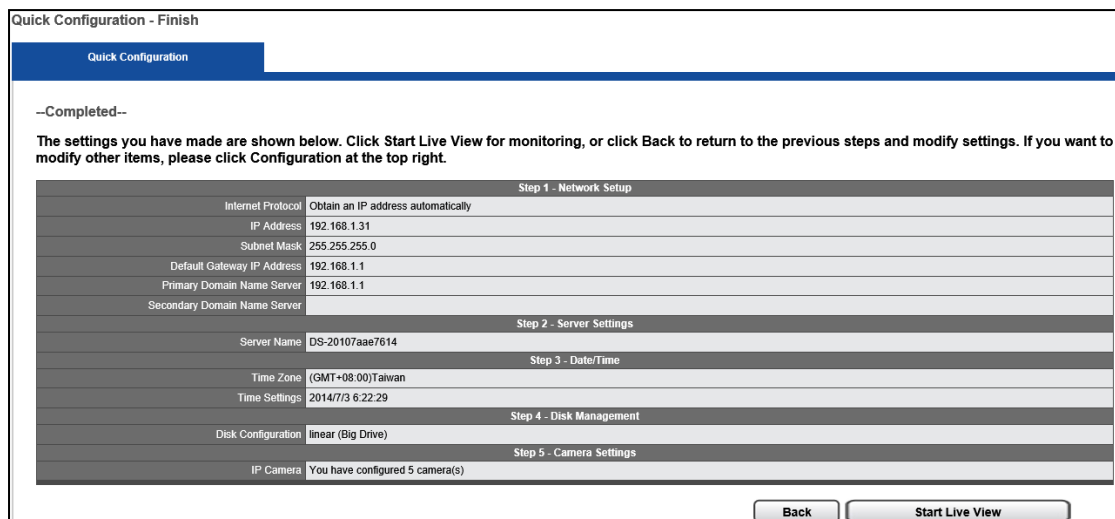 Quick Configuration - Finish
Quick Configuration
--Completed--
The settings you have made are shown below. Click Start Live View for monitoring, or click Back to return to the previous steps and modify settings. If you want to
modify other items, please click Configuration at the top right.
Step 1 - Network Setup
Internet Protocol Obtain an IP address automatically
IP Address 192.168.1.31
Subnet Mask 255.255.255.0
Default Gateway IP Address 192.168.1.1
Primary Domain Name Server 192.168.1.1
Secondary Domain Name Server
Step 2 - Server Settings
Server Name DS-20107aae7614
Step 3 - Date/Time
Time Zone (GMT+08:00)Taiwan
Time Settings 2014/7/3 6:22:29
Step 4 - Disk Management
Disk Configuration linear (Big Drive)
Step 5 - Camera Settings
IP Camera You have configured 5 camera(s)
Back Start Live View